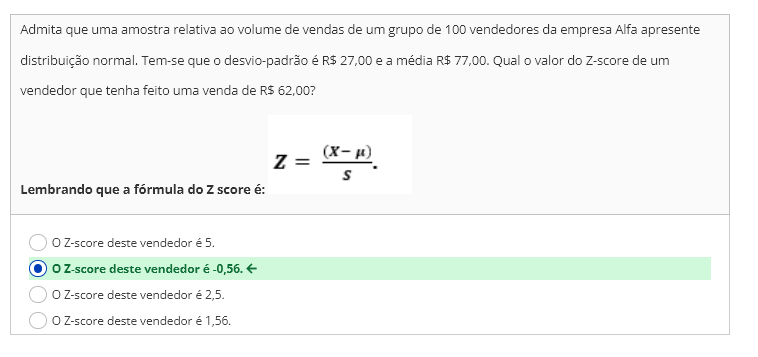 Admita que uma amostra relativa ao volume de vendas de um grupo de 100 vendedores da empresa Alfa apresente
distribuição normal. Tem-se que o desvio-padrão é R$ 27,00 e a média R$ 77,00. Qual o valor do Z-score de um
vendedor que tenha feito uma venda de R$ 62,00?
Lembrando que a fórmula do Z score é: Z = (X− μ)/S.
O Z-score deste vendedor é 5.
O Z-score deste vendedor é -0,56. ←
O Z-score deste vendedor é 2,5.
O Z-score deste vendedor é 1,56.